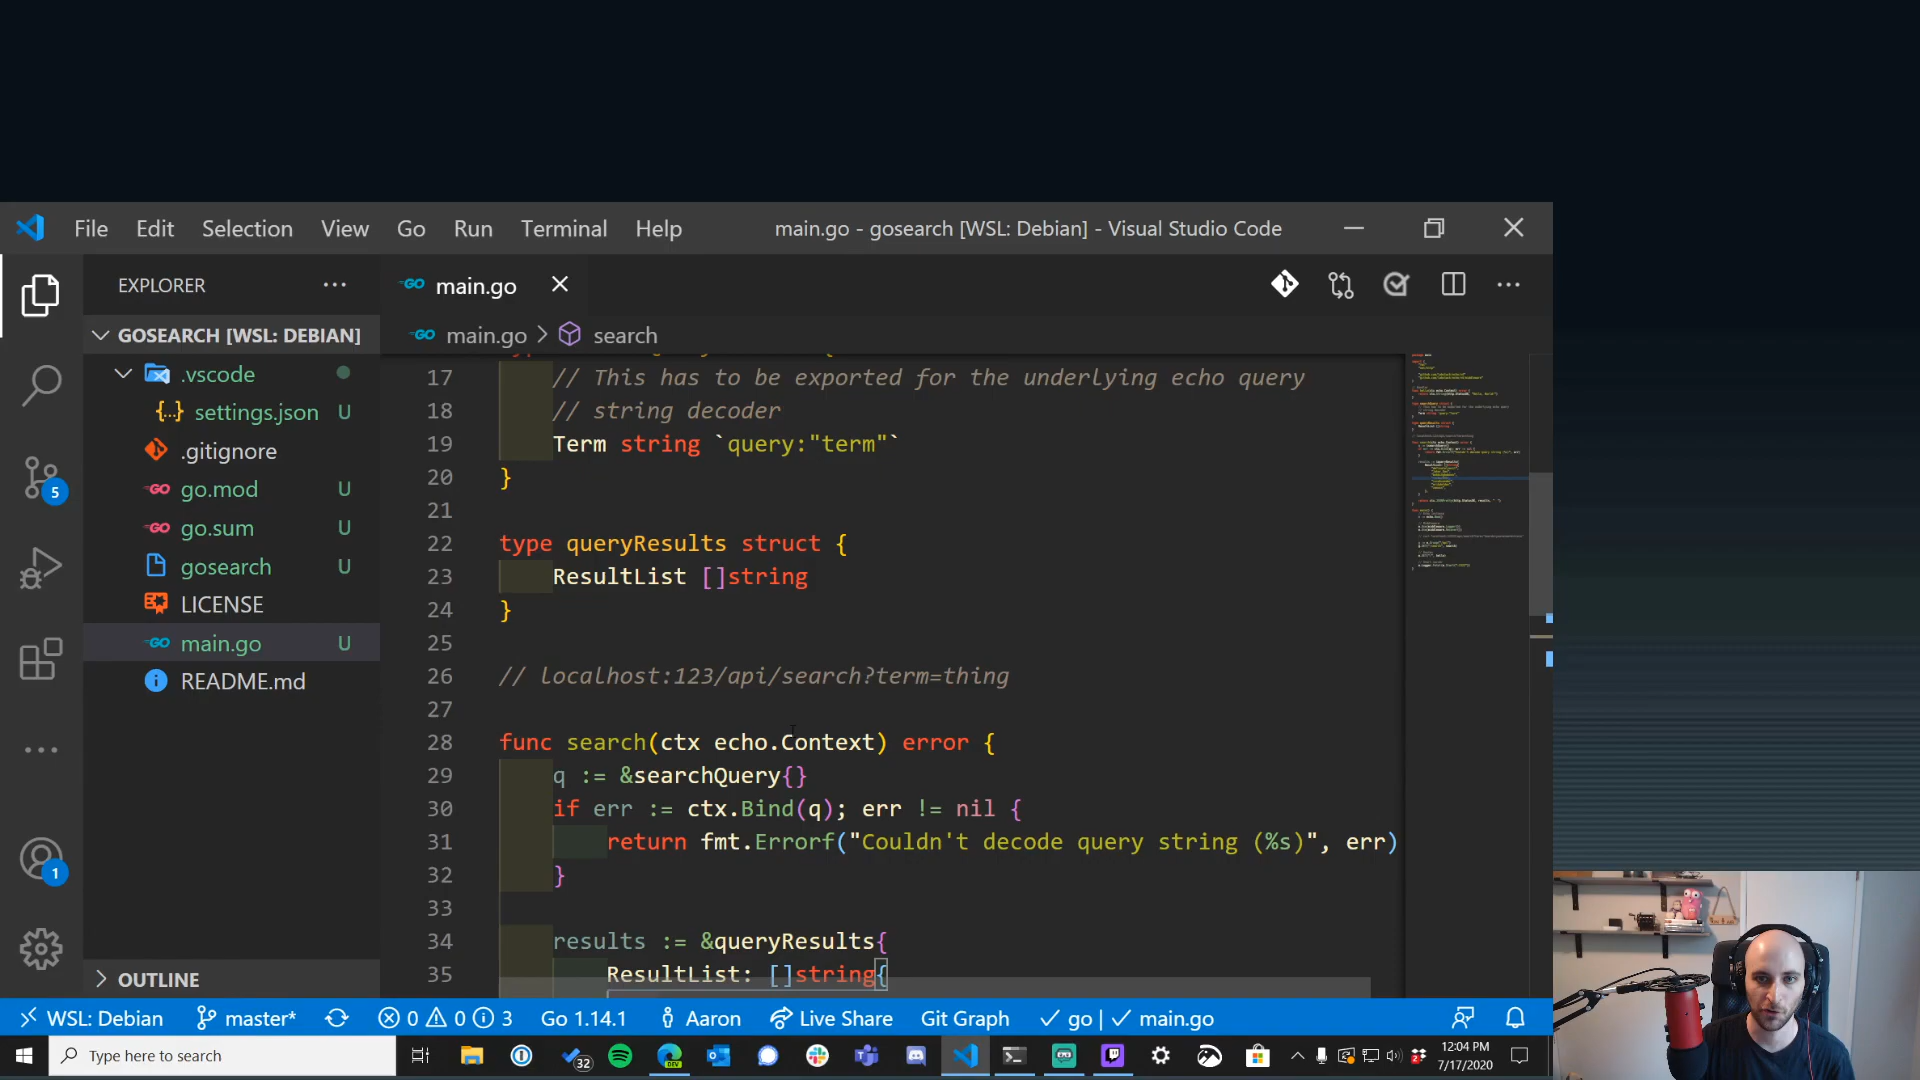 File Edit Selection View Go Run Terminal Help
main.go - gosearch [WSL: Debian] - Visual Studio Code
EXPLORER
main.go
GOSEARCH [WSL: DEBIAN]
main.go > search
.vscode
settings.json U
.gitignore
go.mod U
go.sum U
gosearch U
LICENSE
main.go U
README.md
OUTLINE
5
1
17 // This has to be exported for the underlying echo query
18 // string decoder
19 Term string `query:"term"`
20 }
21
22 type queryResults struct {
23 ResultList []string
24 }
25
26 // localhost:123/api/search?term=thing
27
28 func search(ctx echo.Context) error {
29 q := &searchQuery{}
30 if err := ctx.Bind(q); err != nil {
31 return fmt.Errorf("Couldn't decode query string (%s)", err)
32 }
33
34 results := &queryResults{
35 ResultList: []string{
WSL: Debian master* 0 0 3 Go 1.14.1 Aaron Live Share Git Graph ✓ go | ✓ main.go
Type here to search
32
DEV
12:04 PM
7/17/2020